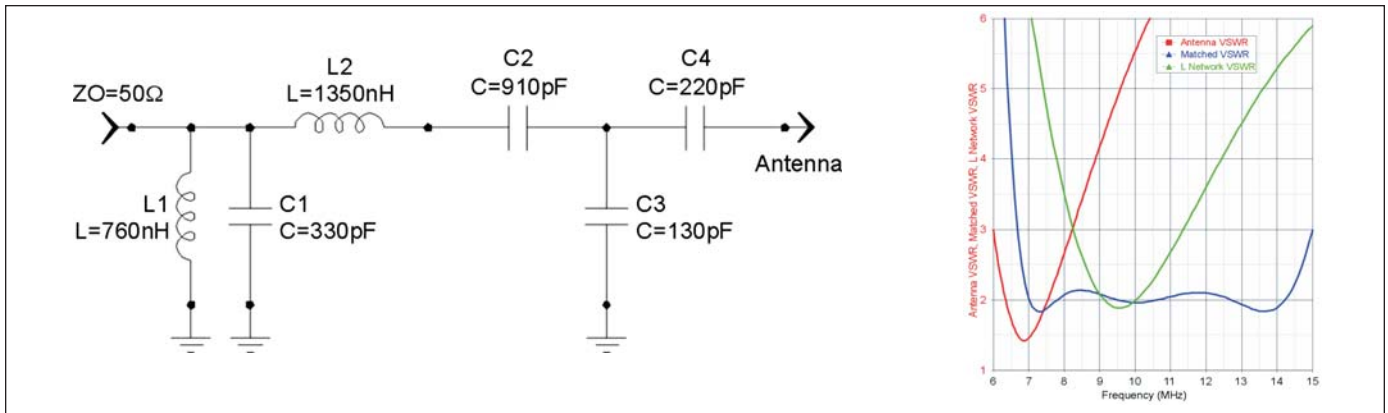 ZO=50Ω
L1
L=760nH
C1
C=330pF
L2
L=1350nH
C2
C=910pF
C3
C=130pF
C4
C=220pF
Antenna
Antenna VSWR, Matched VSWR, L Network VSWR
Antenna VSWR
Matched VSWR
L Network VSWR
6
5
4
3
2
1
6 7 8 9 10 11 12 13 14 15
Frequency (MHz)